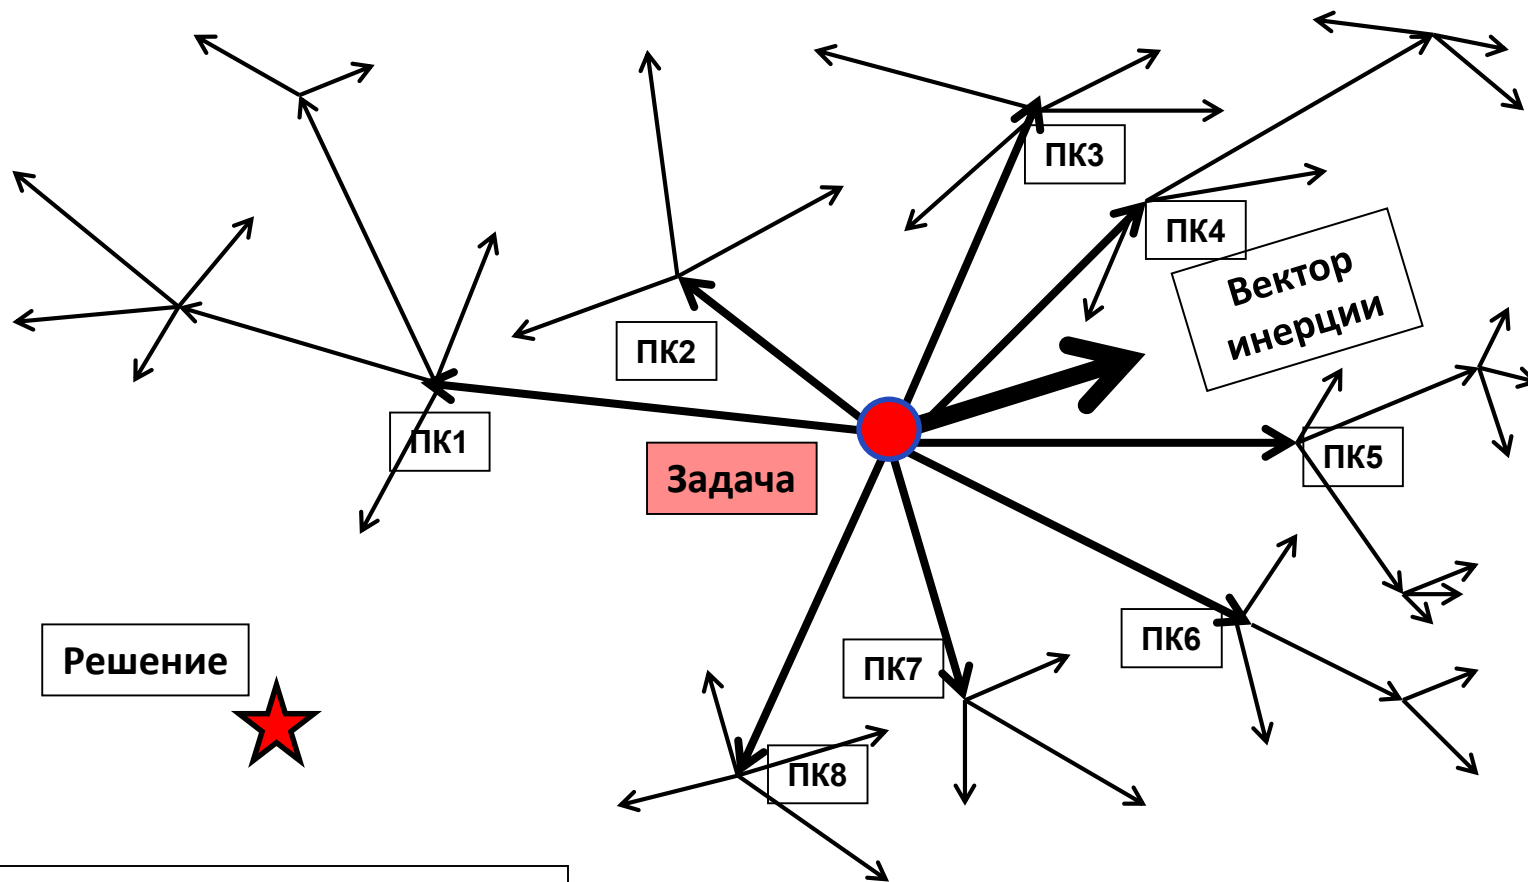 ПК3
ПК4
Вектор
инерции
ПК2
ПК1
ПК5
Задача
ПК6
Решение
ПК7
ПК8